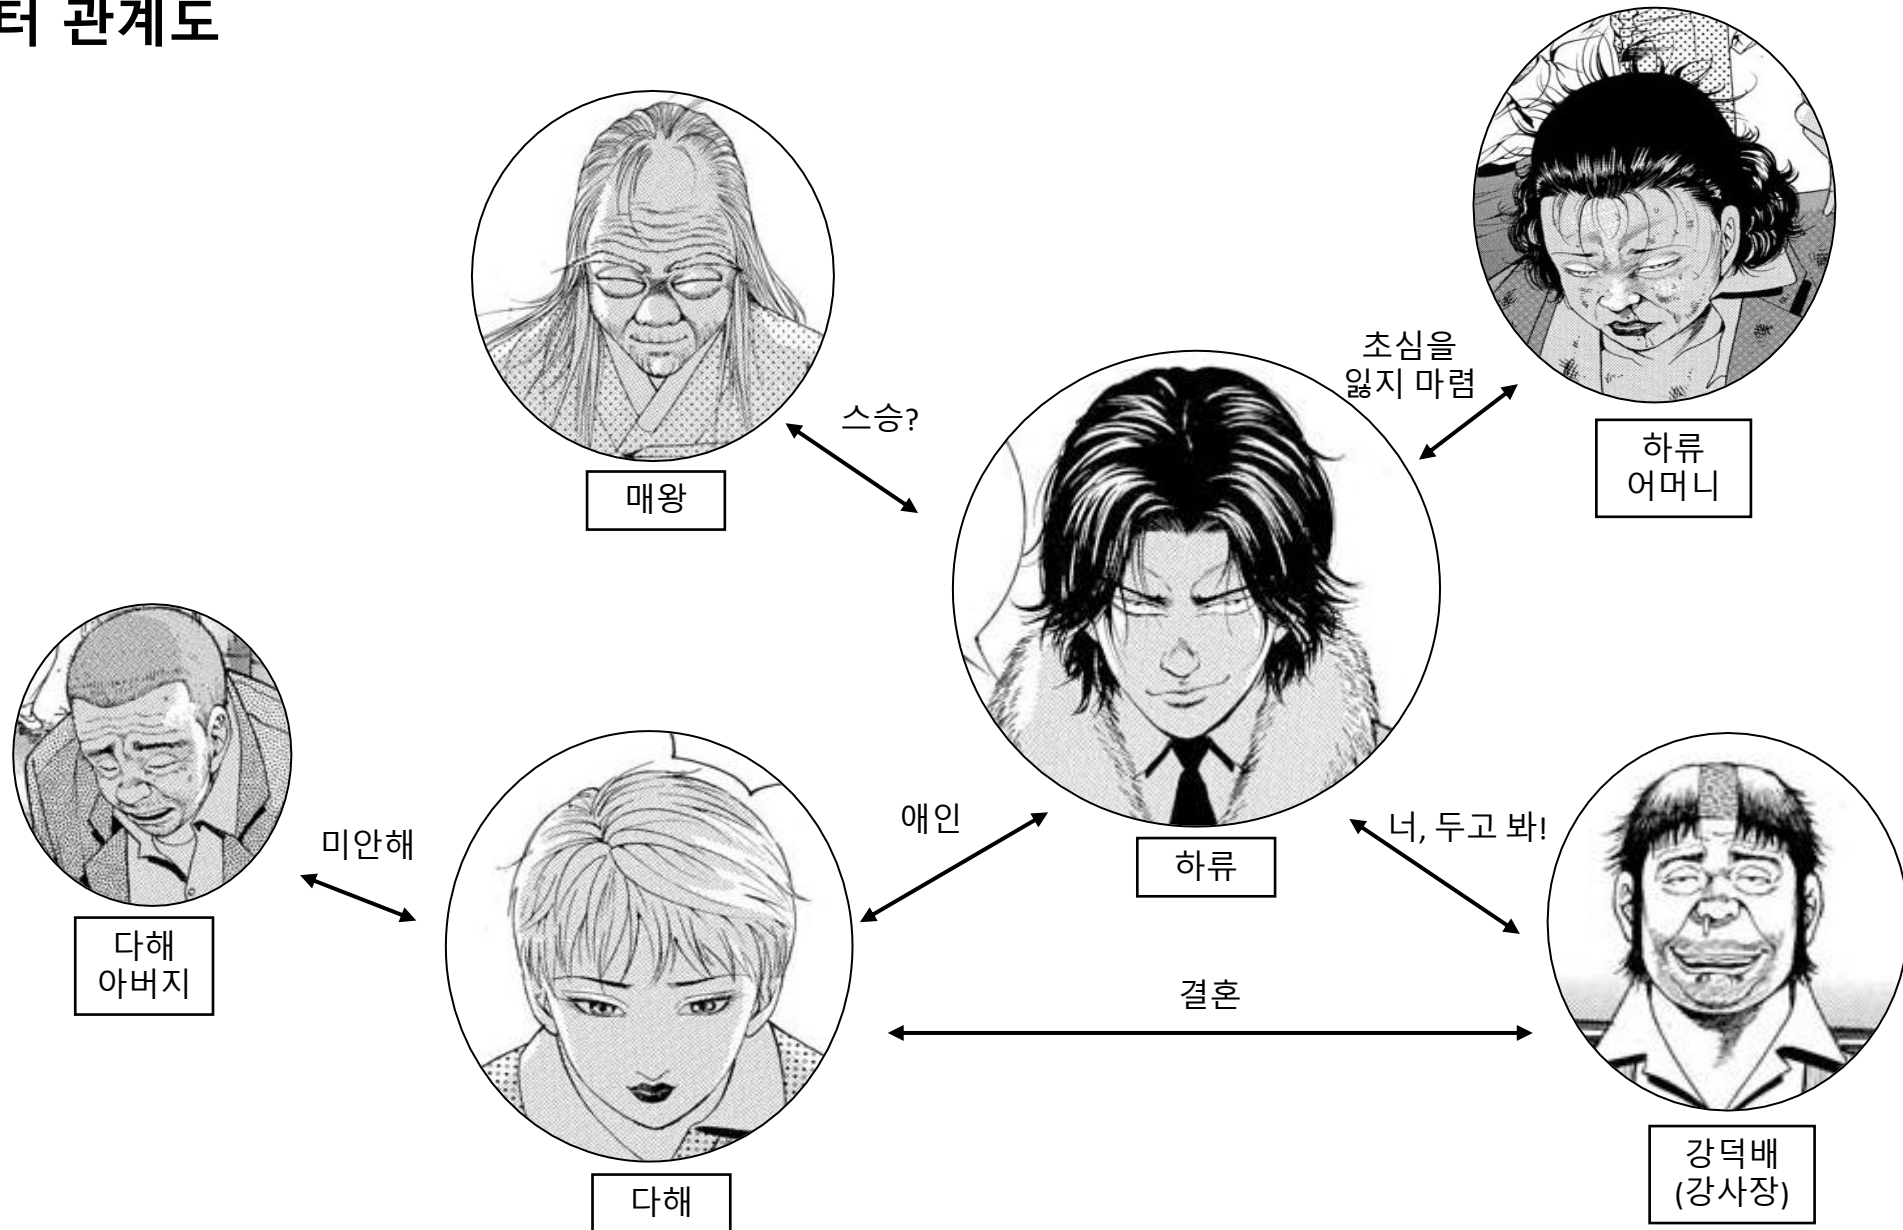 터 관계도
초심을
잃지 마렴
스승?
하류
어머니
매왕
미안해
애인
너, 두고 봐!
하류
다해
아버지
결혼
강덕배
(강사장)
다해